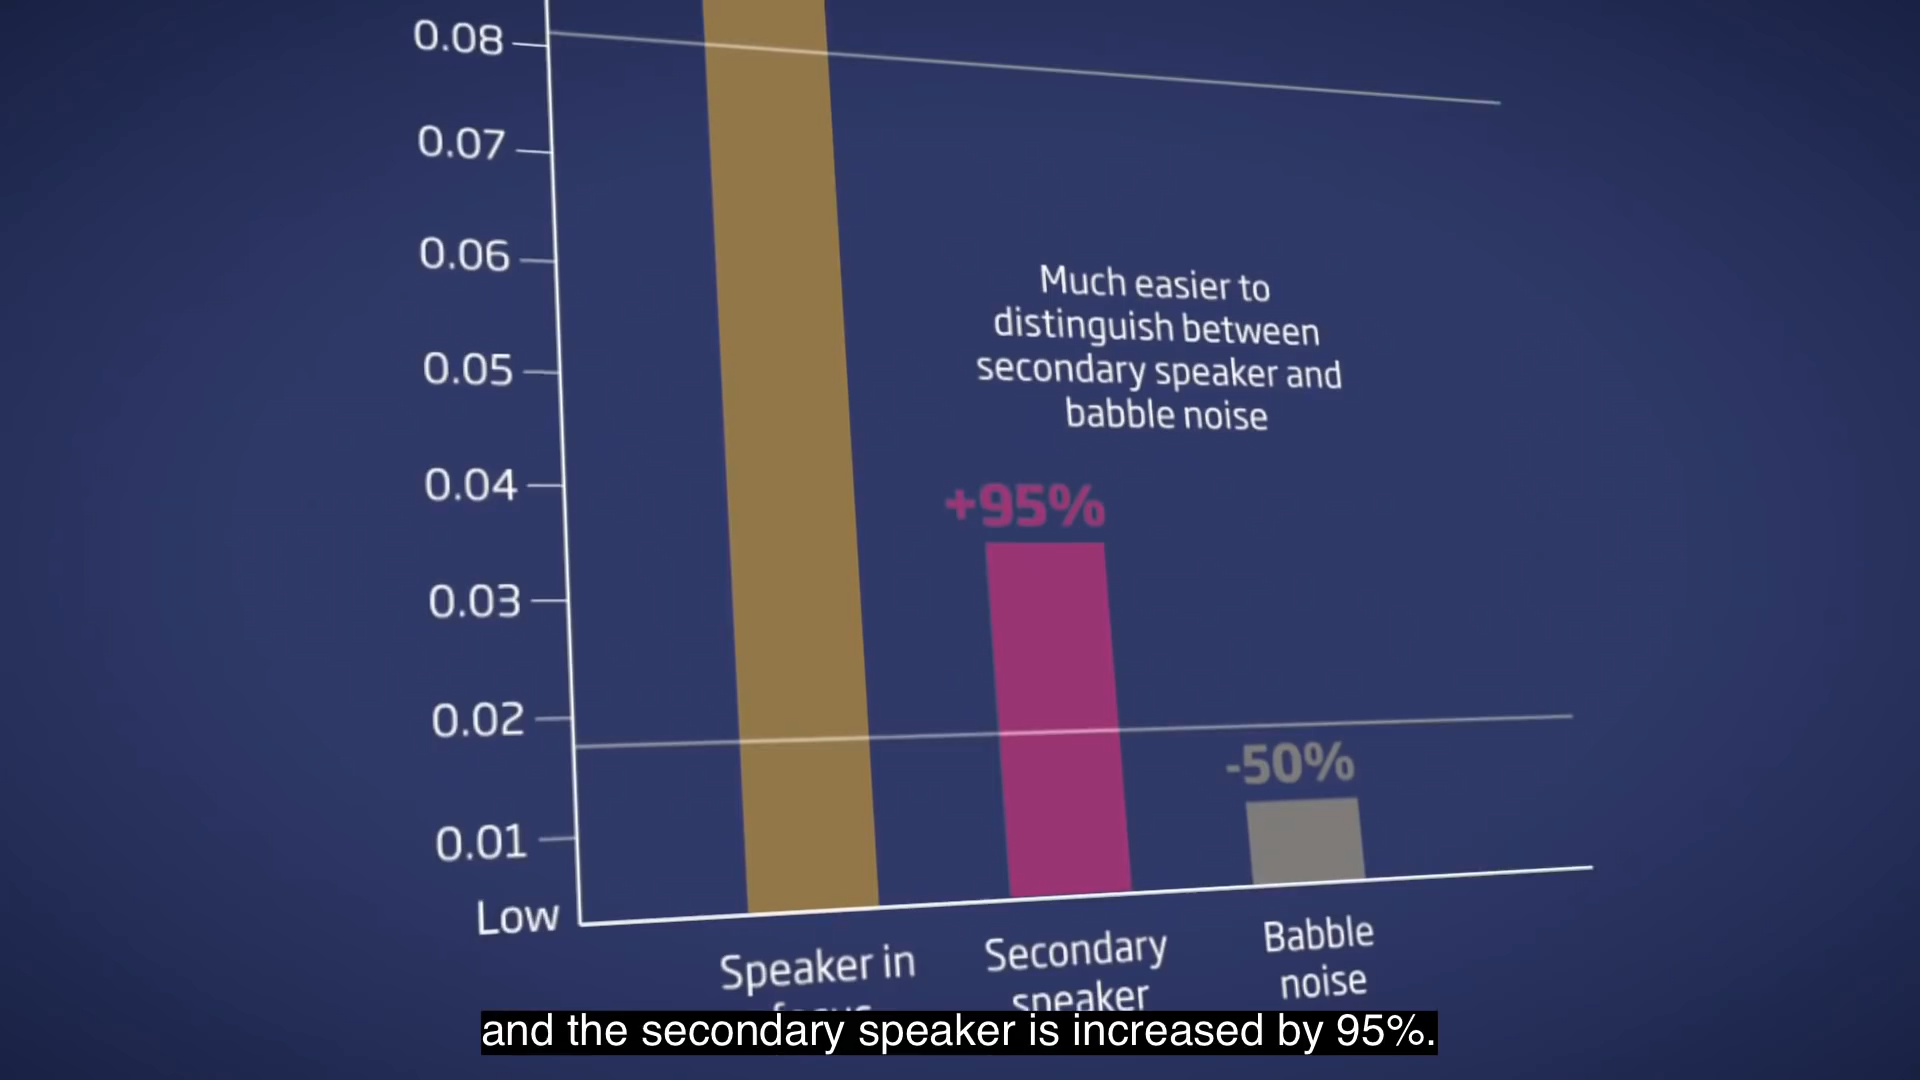 0.08
0.07
0.06
0.05
0.04
0.03
0.02
0.01
Low
Much easier to
distinguish between
secondary speaker and
babble noise
+95%
-50%
Speaker in
focus
Secondary
speaker
Babble
noise
and the secondary speaker is increased by 95%.